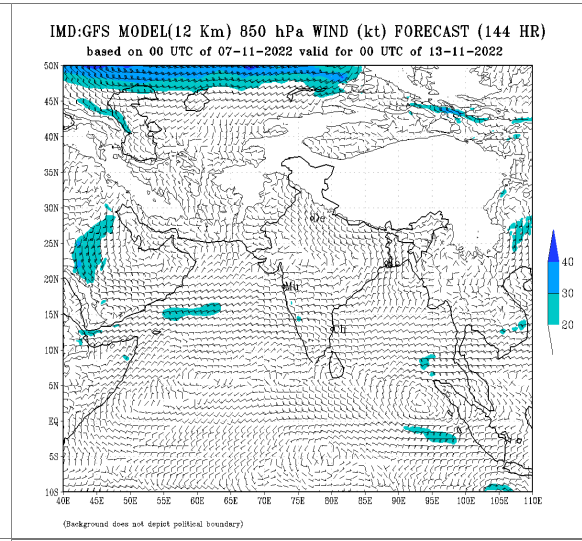 IMD:GFS MODEL(12 Km) 850 hPa WIND (kt) FORECAST (144 HR)
based on 00 UTC of 07-11-2022 valid for 00 UTC of 13-11-2022
50N
45N
40N
35N
30N
25N
20N
15N
10N
5N
EQ
5S
10S
De
Mu
Ch
40
30
20
40E 45E 50E 55E 60E 65E 70E 75E 80E 85E 90E 95E 100E 105E 110E
(Background does not depict political boundary)